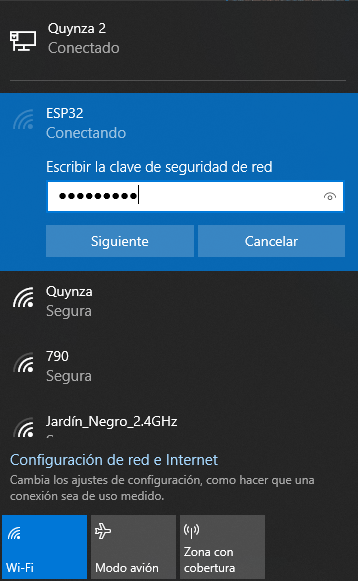 Quynza 2
Conectado
ESP32
Conectando
Escribir la clave de seguridad de red
●●●●●●●●●
Siguiente
Cancelar
Quynza
Segura
790
Segura
Jardín_Negro_2.4GHz
Configuración de red e Internet
Cambia los ajustes de configuración, como hacer que una
conexión sea de uso medido.
Wi-Fi
Modo avión
Zona con
cobertura